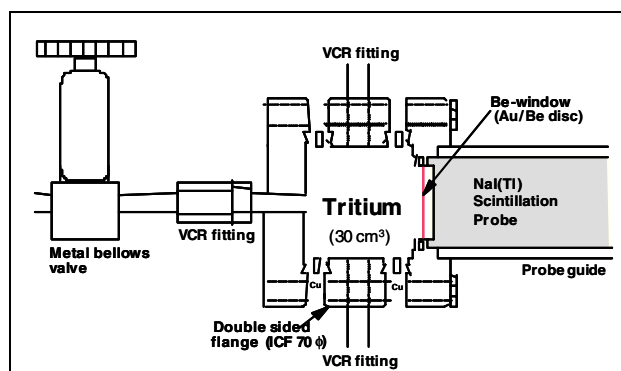 VCR fitting
Be-window
(Au/Be disc)
NaI(Tl)
Scintillation
Probe
Tritium
(30 cm³)
VCR fitting
Metal bellows
valve
Probe guide
Cu
Cu
Double sided
flange (ICF 70 ϕ)
VCR fitting